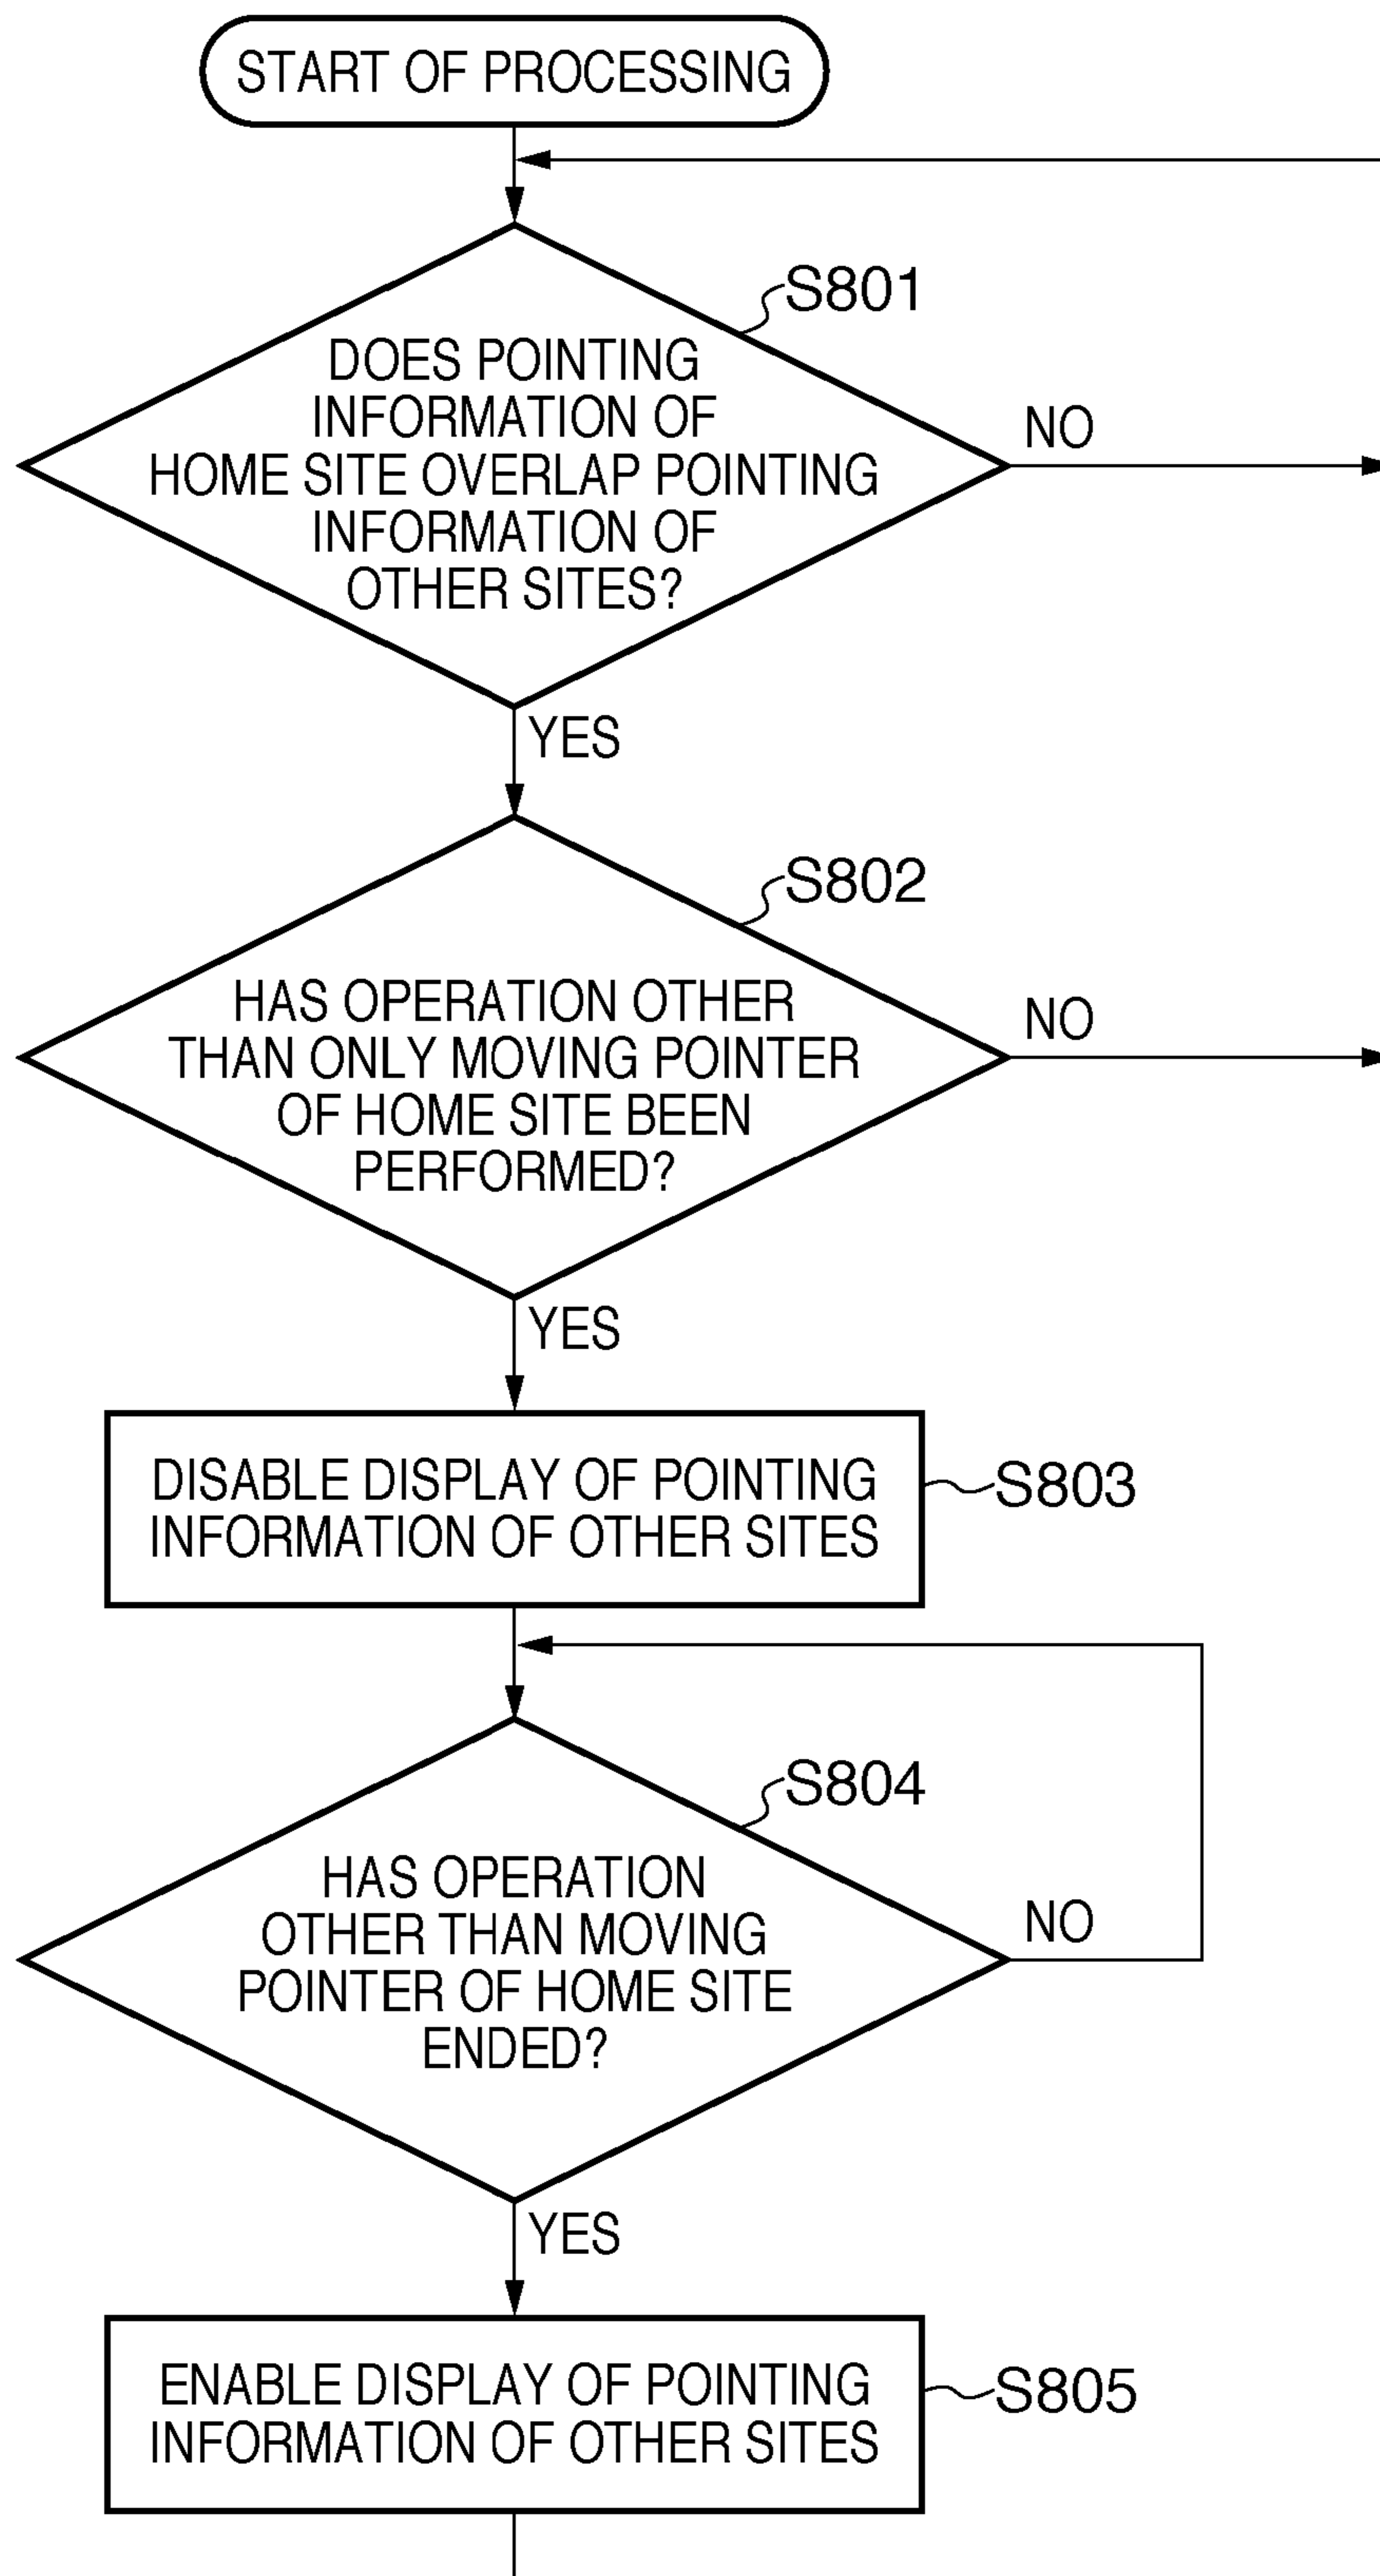 START OF PROCESSING
S801
DOES POINTING
INFORMATION OF
HOME SITE OVERLAP POINTING
INFORMATION OF
OTHER SITES?
NO
YES
S802
HAS OPERATION OTHER
THAN ONLY MOVING POINTER
OF HOME SITE BEEN
PERFORMED?
NO
YES
DISABLE DISPLAY OF POINTING
INFORMATION OF OTHER SITES
S803
S804
HAS OPERATION
OTHER THAN MOVING
POINTER OF HOME SITE
ENDED?
NO
YES
ENABLE DISPLAY OF POINTING
INFORMATION OF OTHER SITES
S805